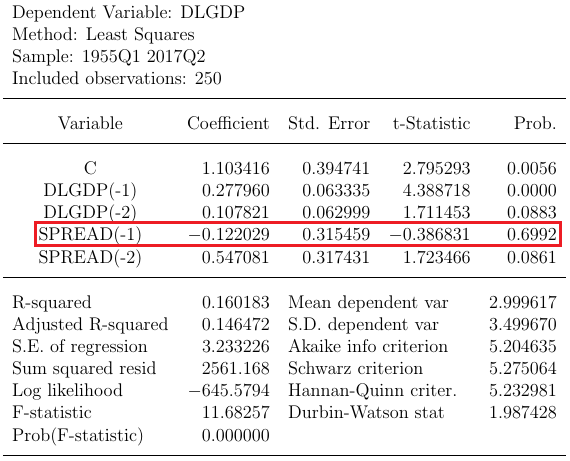 Dependent Variable: DLGDP
Method: Least Squares
Sample: 1955Q1 2017Q2
Included observations: 250
Variable Coefficient Std. Error t-Statistic Prob.
C 1.103416 0.394741 2.795293 0.0056
DLGDP(-1) 0.277960 0.063335 4.388718 0.0000
DLGDP(-2) 0.107821 0.062999 1.711453 0.0883
SPREAD(-1) −0.122029 0.315459 −0.386831 0.6992
SPREAD(-2) 0.547081 0.317431 1.723466 0.0861
R-squared 0.160183 Mean dependent var 2.999617
Adjusted R-squared 0.146472 S.D. dependent var 3.499670
S.E. of regression 3.233226 Akaike info criterion 5.204635
Sum squared resid 2561.168 Schwarz criterion 5.275064
Log likelihood −645.5794 Hannan-Quinn criter. 5.232981
F-statistic 11.68257 Durbin-Watson stat 1.987428
Prob(F-statistic) 0.000000